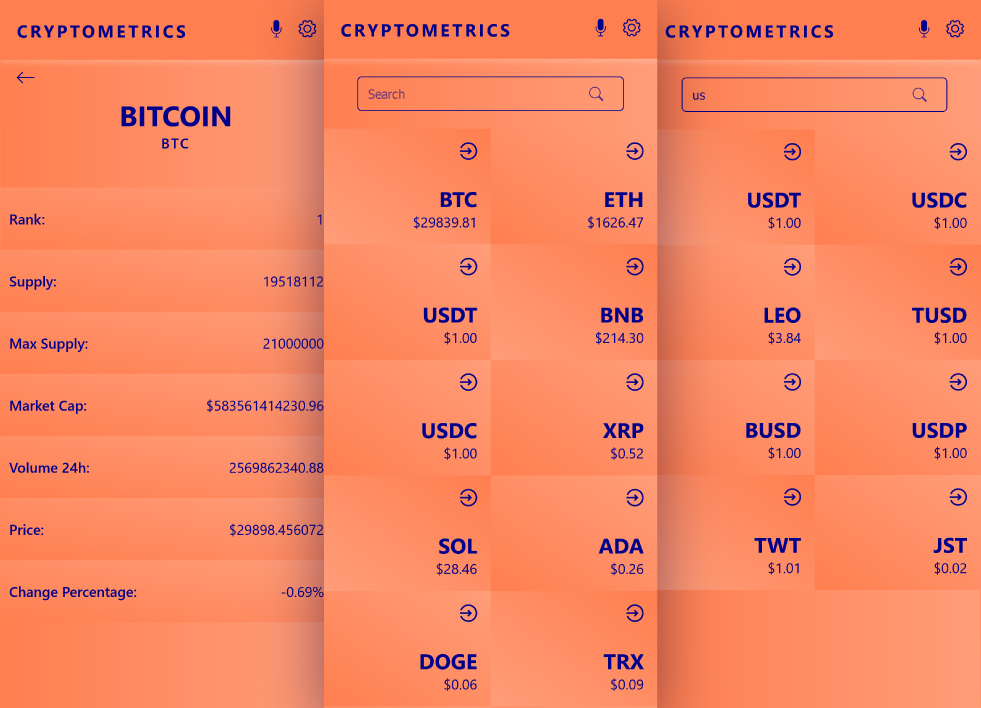 CRYPTOMETRICS
BITCOIN
BTC
Rank: 1
Supply: 19518112
Max Supply: 21000000
Market Cap: $583561414230.96
Volume 24h: 2569862340.88
Price: $29898.456072
Change Percentage: -0.69%
CRYPTOMETRICS
Search
BTC ETH
$29839.81 $1626.47
USDT BNB
$1.00 $214.30
USDC XRP
$1.00 $0.52
SOL ADA
$28.46 $0.26
DOGE TRX
$0.06 $0.09
CRYPTOMETRICS
us
USDT USDC
$1.00 $1.00
LEO TUSD
$3.84 $1.00
BUSD USDP
$1.00 $1.00
TWT JST
$1.01 $0.02